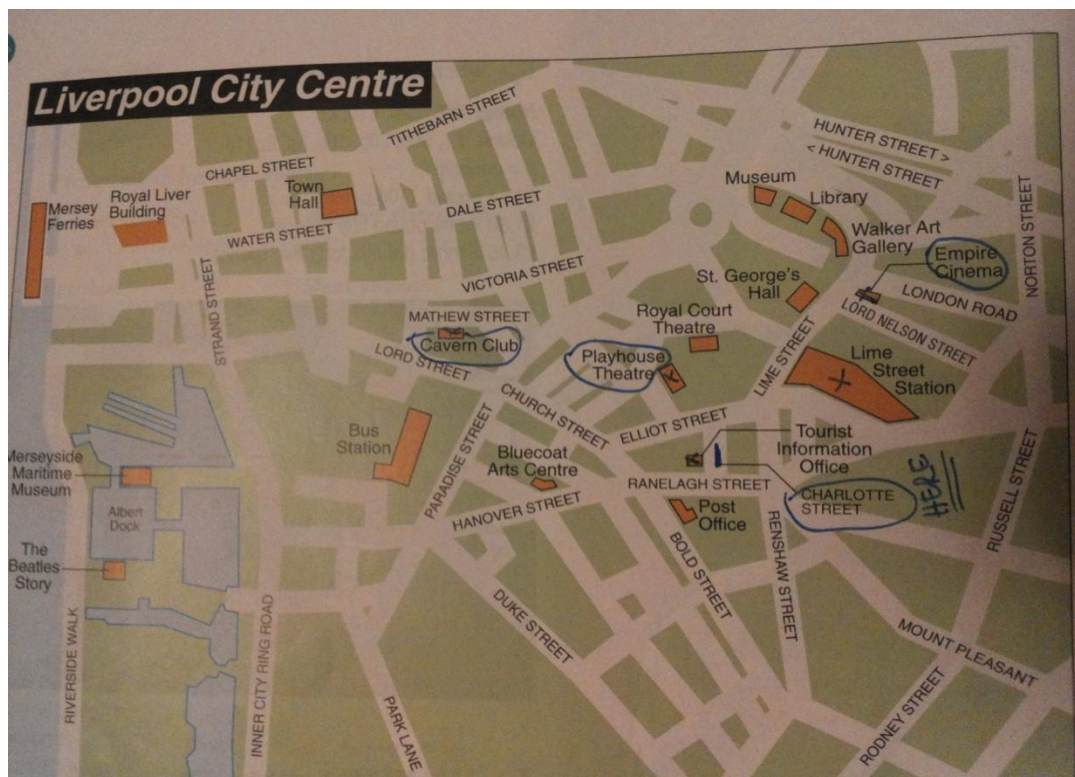 Liverpool City Centre
TITHEBARN STREET
HUNTER STREET >
< HUNTER STREET
CHAPEL STREET
Museum
Library
Royal Liver
Building
Town
Hall
Mersey
Ferries
DALE STREET
WATER STREET
Walker Art
Gallery
Empire
Cinema
NORTON STREET
VICTORIA STREET
St. George's
Hall
LONDON ROAD
LORD NELSON STREET
STRAND STREET
MATHEW STREET
Cavern Club
LORD STREET
Royal Court
Theatre
Playhouse
Theatre
LIME STREET
Lime
Street
Station
CHURCH STREET
ELLIOT STREET
Bus
Station
PARADISE STREET
Bluecoat
Arts Centre
Tourist
Information
Office
Merseyside
Maritime
Museum
RANELAGH STREET
CHARLOTTE
STREET
HERE
RUSSELL STREET
Albert
Dock
HANOVER STREET
Post
Office
The
Beatles
Story
BOLD STREET
RENSHAW STREET
DUKE STREET
MOUNT PLEASANT
RIVERSIDE WALK
INNER CITY RING ROAD
PARK LANE
RODNEY STREET